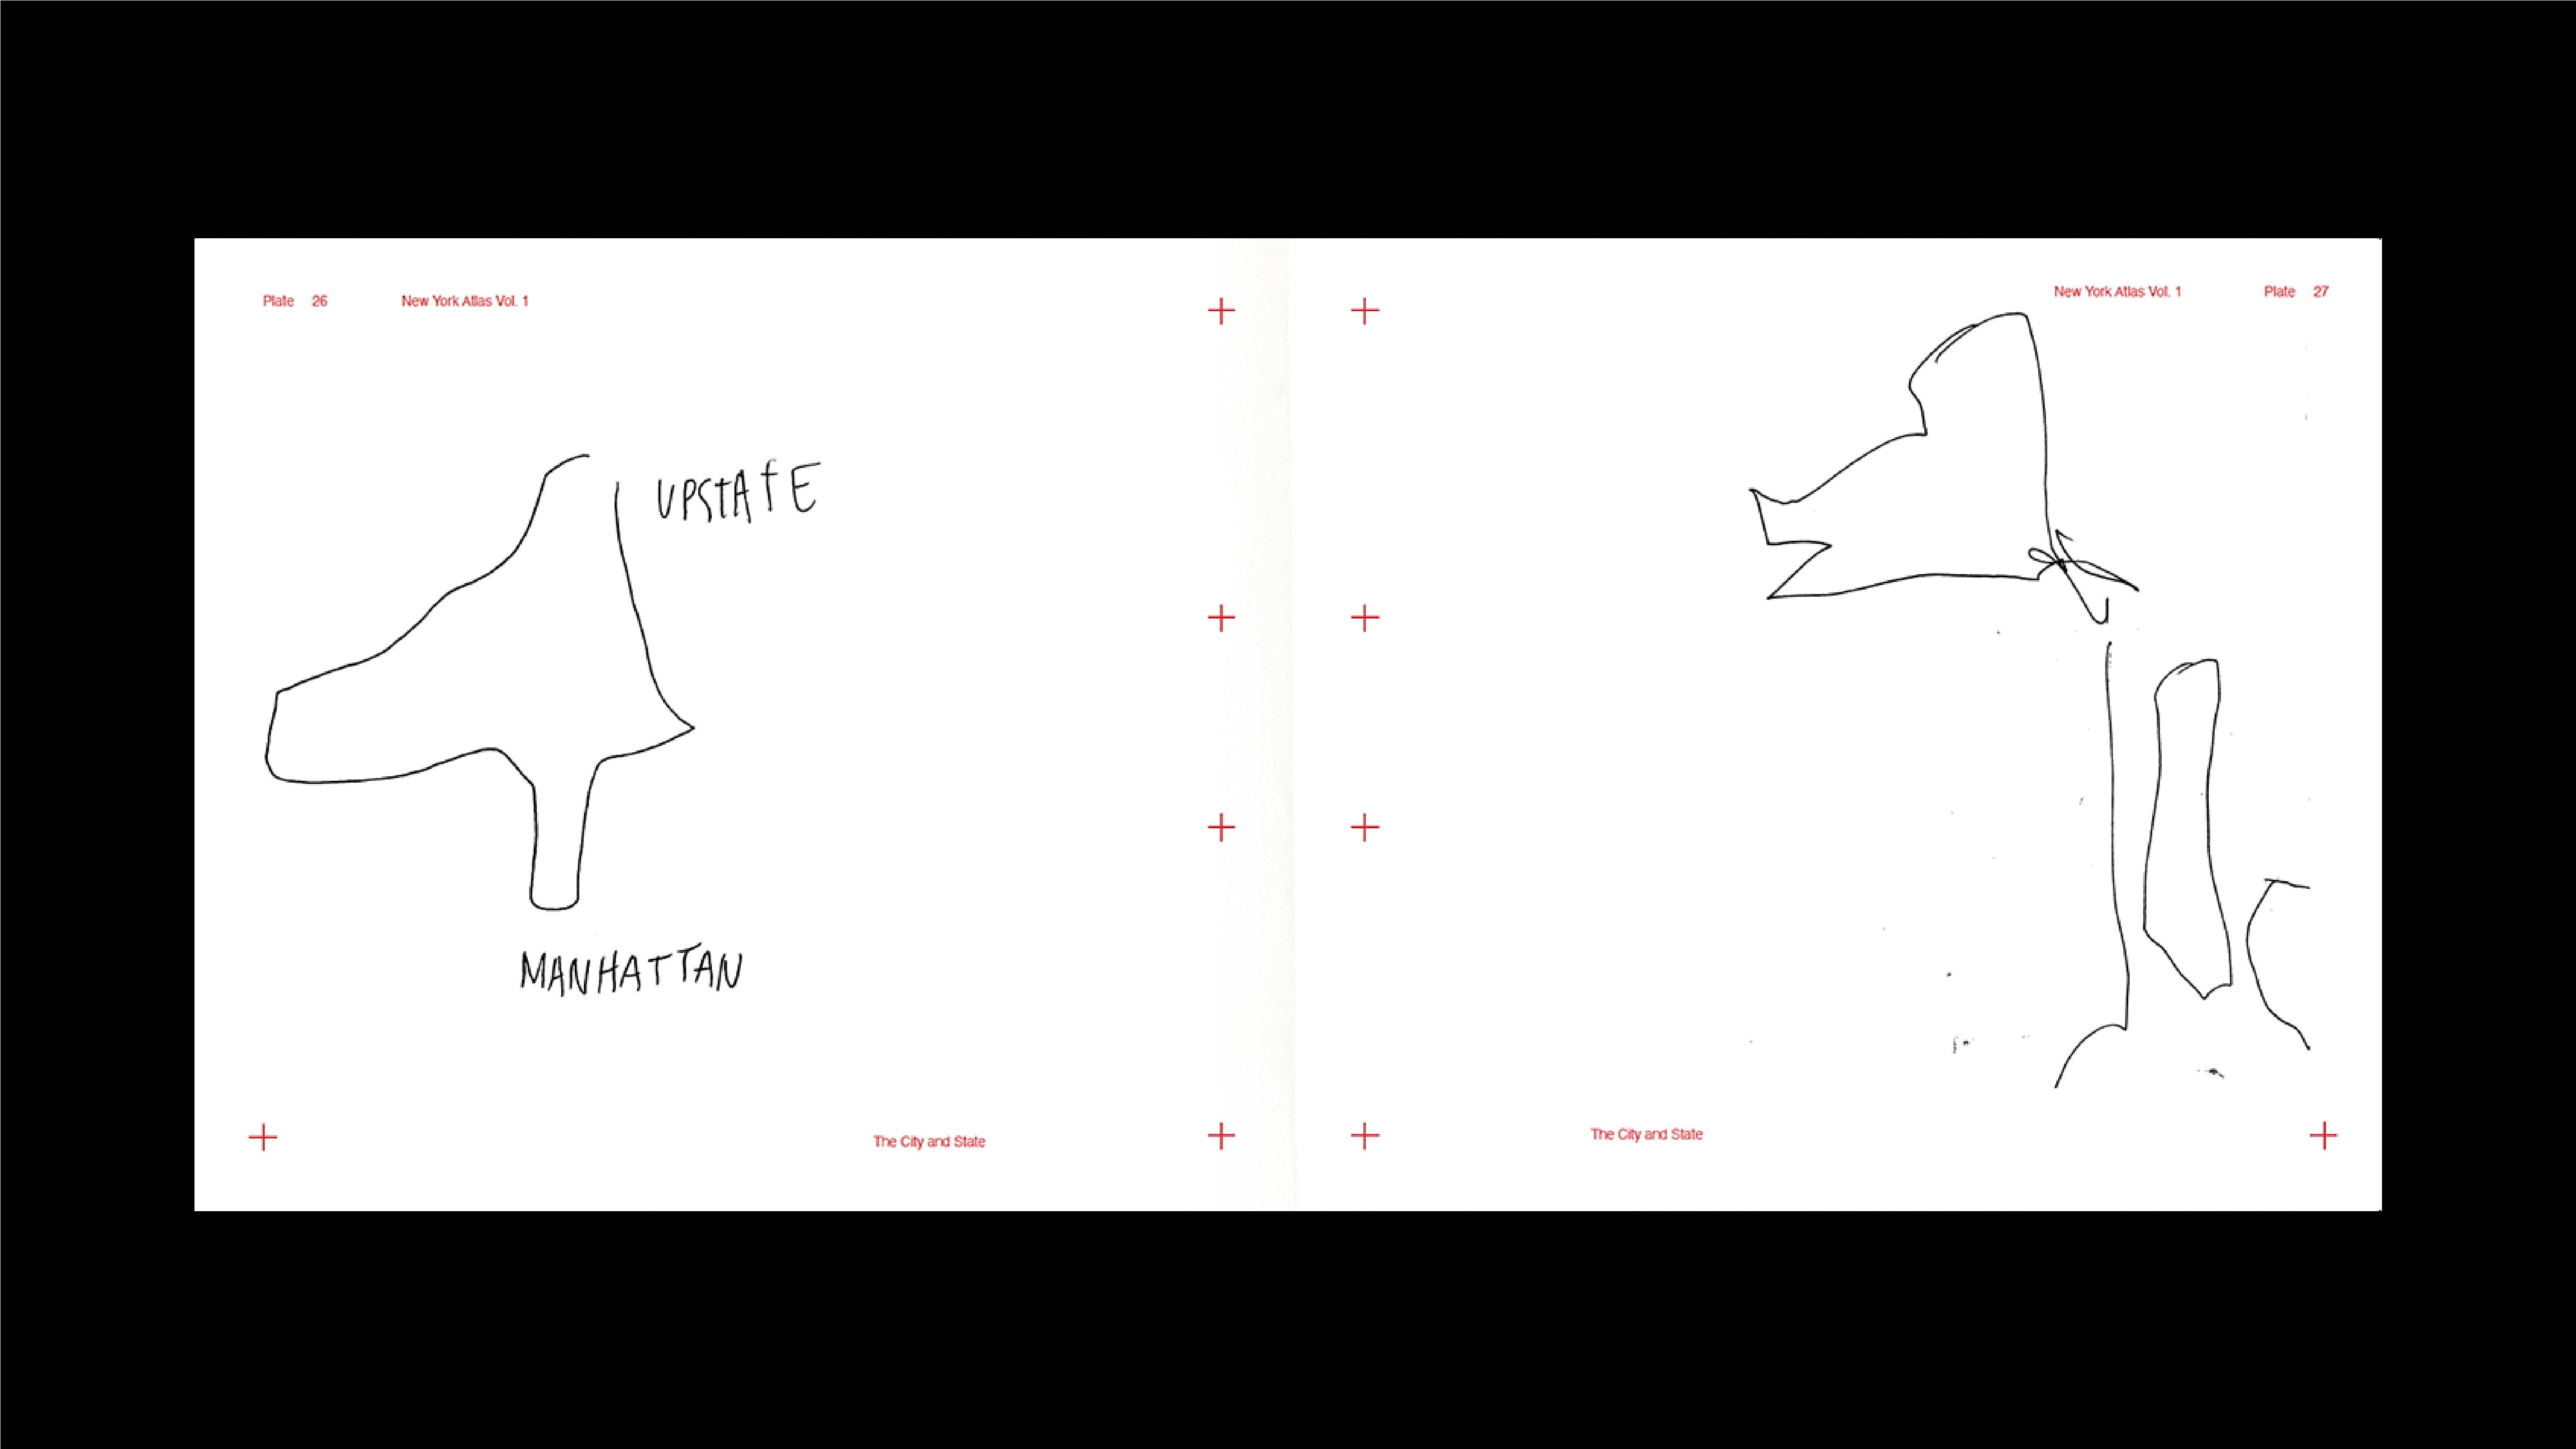 Plate 26 New York Atlas Vol. 1
UPSTATE
MANHATTAN
The City and State
New York Atlas Vol. 1 Plate 27
The City and State